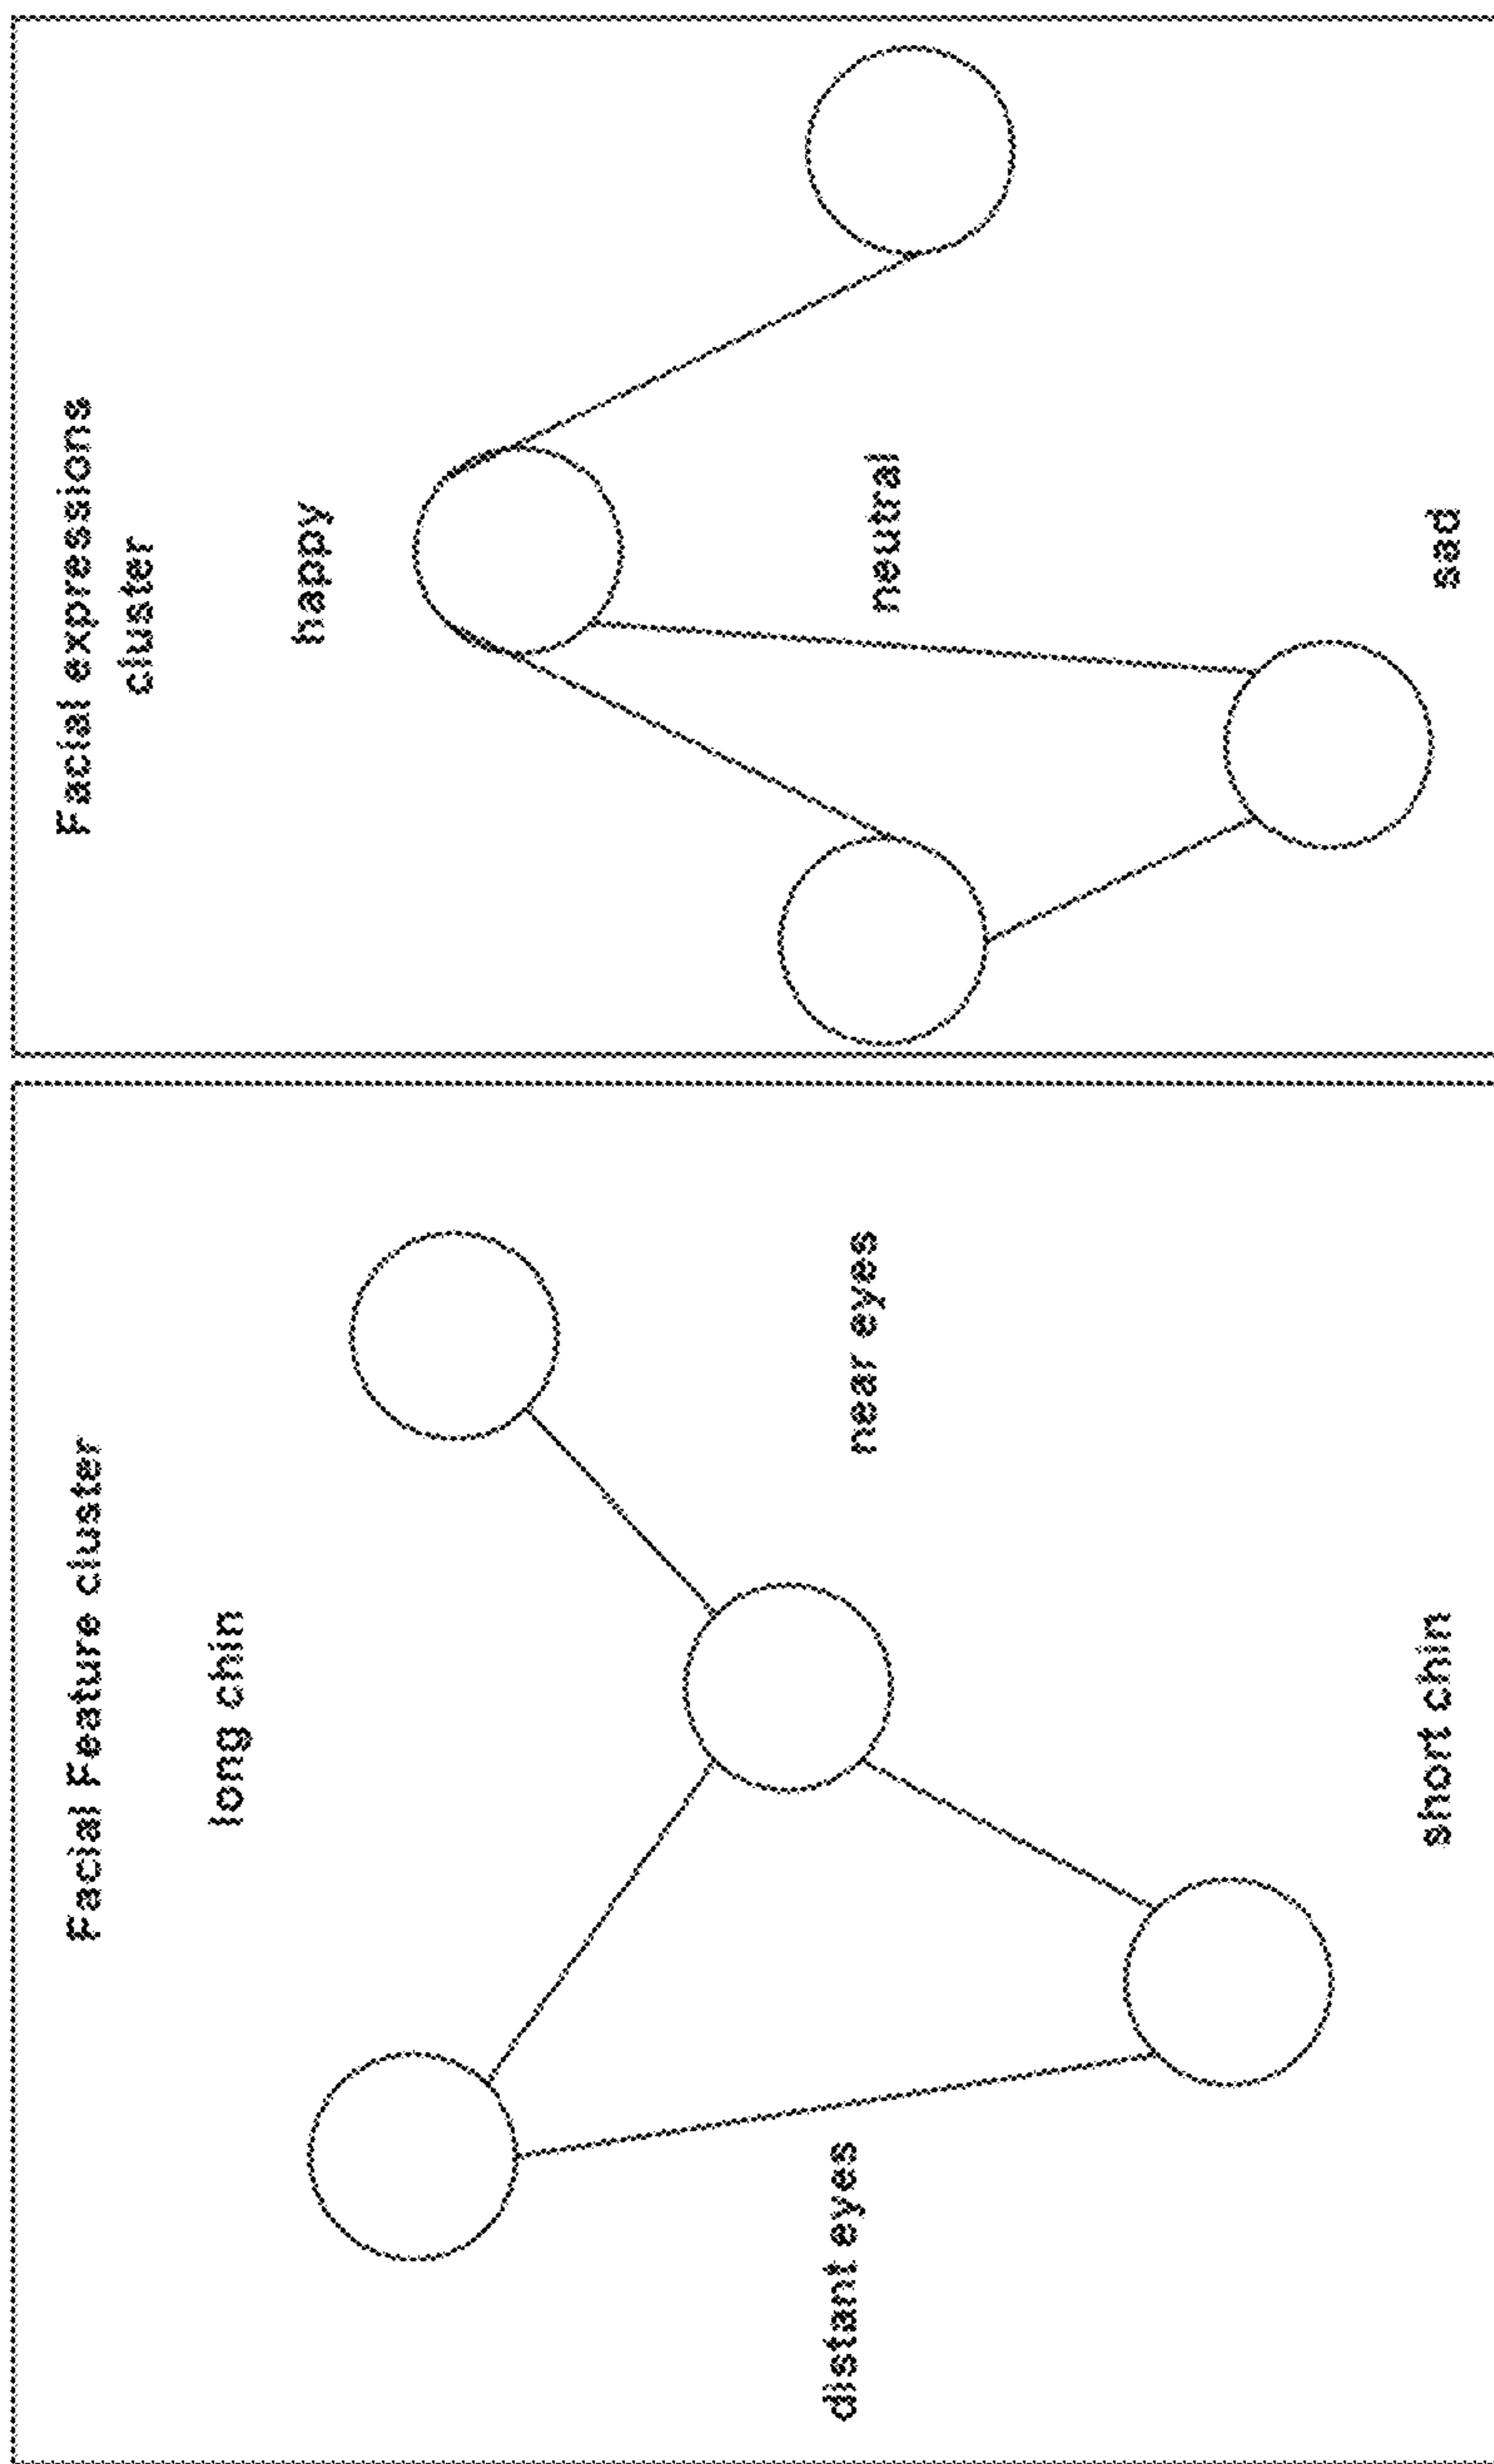 Facial Feature cluster
long chin
distant eyes
near eyes
short chin
Facial expressions
cluster
happy
neutral
sad